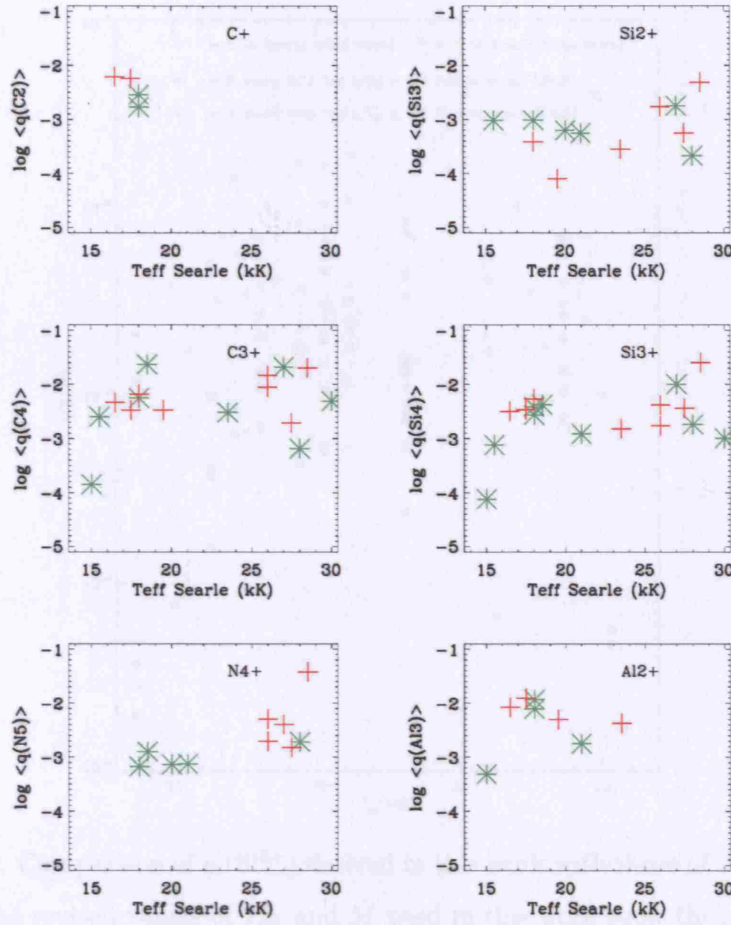 C+
log <q(C2)>
-1
-2
-3
-4
-5
15 20 25 30
Teff Searle (kK)
Si2+
log <q(Si3)>
-1
-2
-3
-4
-5
15 20 25 30
Teff Searle (kK)
C3+
log <q(C4)>
-1
-2
-3
-4
-5
15 20 25 30
Teff Searle (kK)
Si3+
log <q(Si4)>
-1
-2
-3
-4
-5
15 20 25 30
Teff Searle (kK)
N4+
log <q(N5)>
-1
-2
-3
-4
-5
15 20 25 30
Teff Searle (kK)
Al2+
log <q(Al3)>
-1
-2
-3
-4
-5
15 20 25 30
Teff Searle (kK)